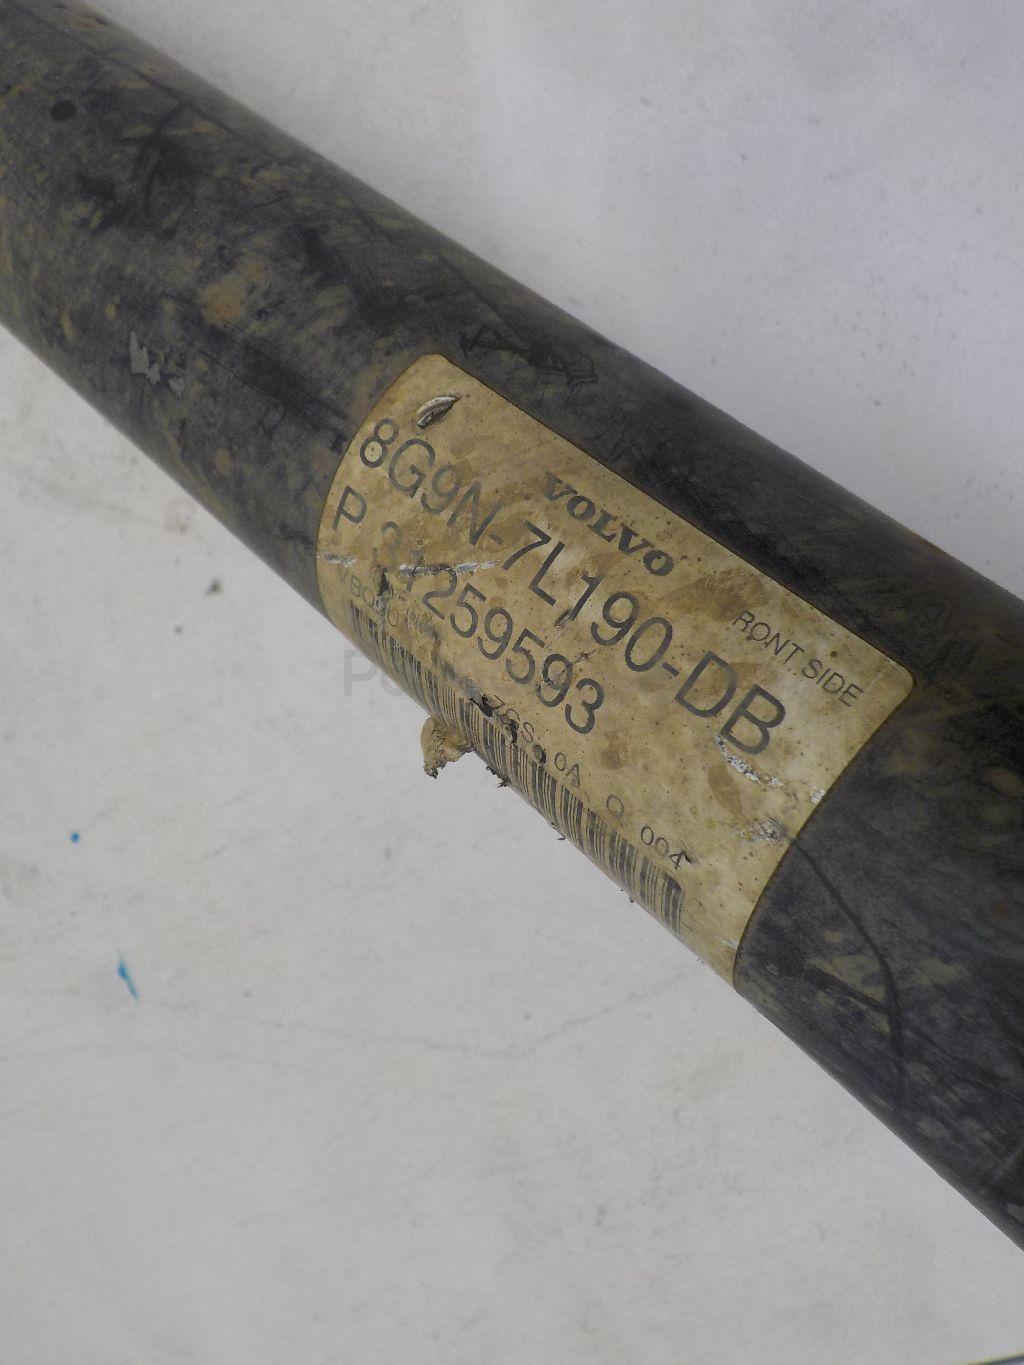 VOLVO
RONT SIDE
8G9N-7L190-DB
P 31259593
0A 004